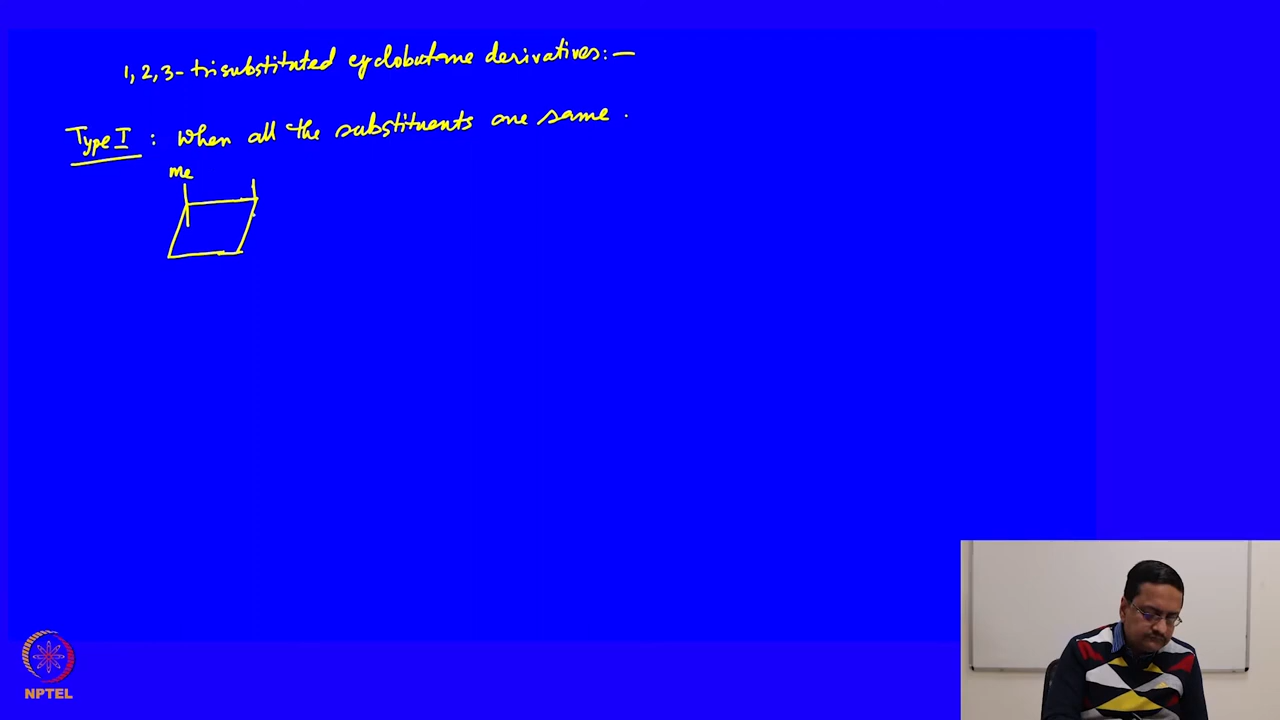 1,2,3- trisubstituted cyclobutane derivatives:—
Type I : When all the substituents are same.
Me
NPTEL